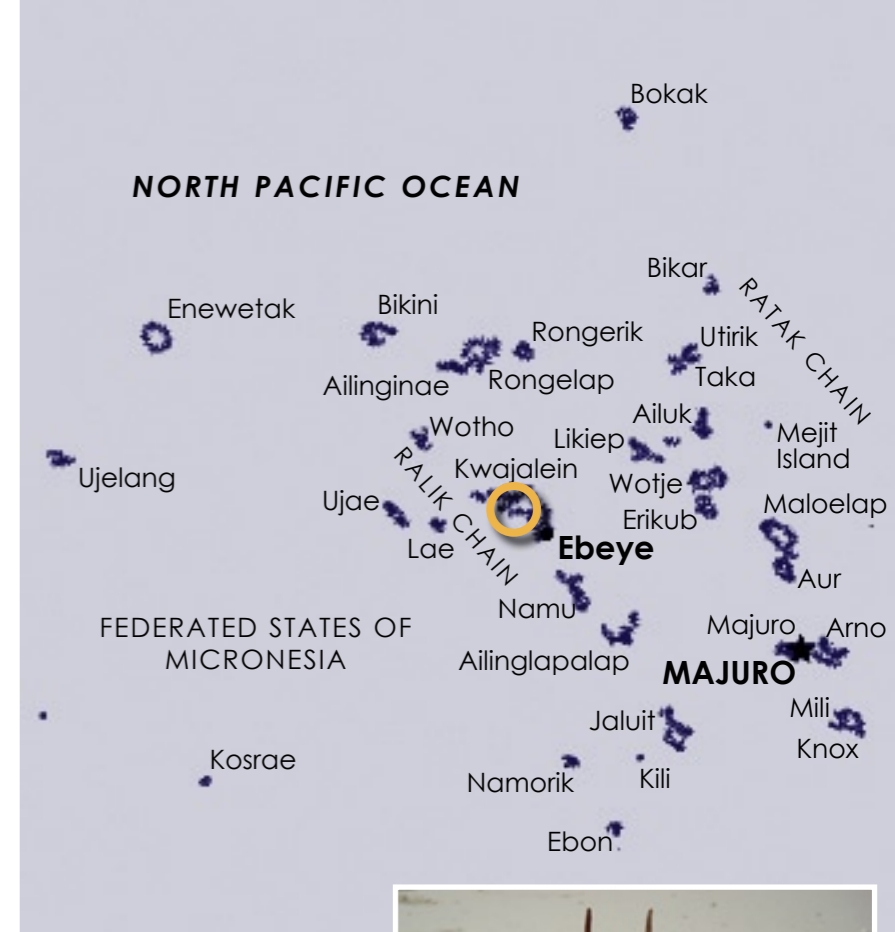 Bokak
NORTH PACIFIC OCEAN
Bikar
RATAK CHAIN
Enewetak
Bikini
Rongerik
Utirik
Ailinginae
Rongelap
Taka
Ailuk
Wotho
Likiep
Mejit
Island
Ujelang
RALIK CHAIN
Kwajalein
Wotje
Ujae
Erikub
Maloelap
Lae
Ebeye
Aur
Namu
FEDERATED STATES OF
MICRONESIA
Majuro
Arno
Ailinglapalap
MAJURO
Jaluit
Mili
Knox
Kosrae
Namorik
Kili
Ebon